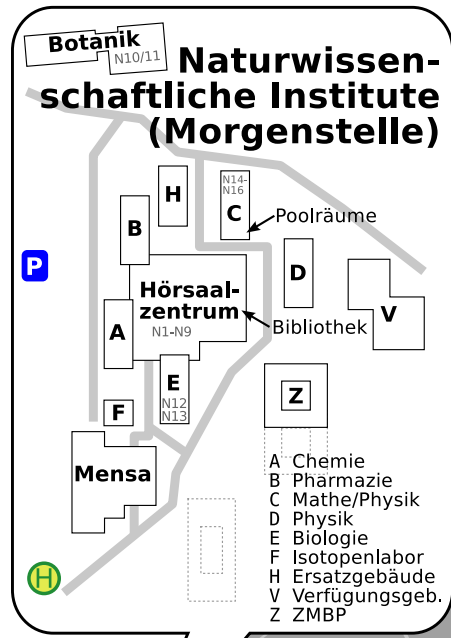 Botanik
N10/11
Naturwissen-
schaftliche Institute
(Morgenstelle)
H
N14-
N16
C
B
Poolräume
P
D
Hörsaal-
zentrum
N1-N9
V
A
Bibliothek
E
N12
N13
Z
F
Mensa
A Chemie
B Pharmazie
C Mathe/Physik
D Physik
E Biologie
F Isotopenlabor
H Ersatzgebäude
V Verfügungsgeb.
Z ZMBP
H